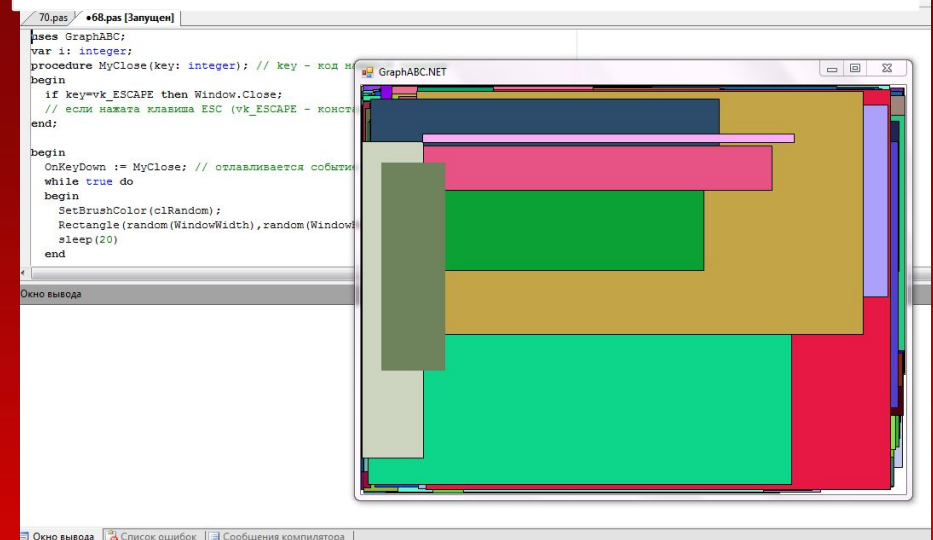 70.pas •68.pas [Запущен]
uses GraphABC;
var i: integer;
procedure MyClose(key: integer); // key - код
begin
if key=vk_ESCAPE then Window.Close;
// если нажата клавиша ESC (vk_ESCAPE -
end;
begin
OnKeyDown := MyClose; // отлавливается событие
while true do
begin
SetBrushColor(clRandom);
Rectangle(random(WindowWidth),random(
sleep(20)
end
GraphABC.NET
Окно вывода
Окно вывода Список ошибок Сообщения компилятора